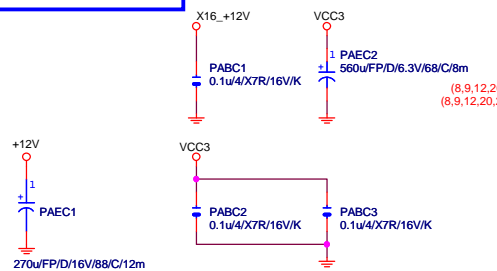 X16_+12V
VCC3
PABC1
0.1u/4/X7R/16V/K
1
PAEC2
+
560u/FP/D/6.3V/68/C/8m
(8,9,12,20
(8,9,12,20,
+12V
1
+
PAEC1
270u/FP/D/16V/88/C/12m
VCC3
PABC2
0.1u/4/X7R/16V/K
PABC3
0.1u/4/X7R/16V/K